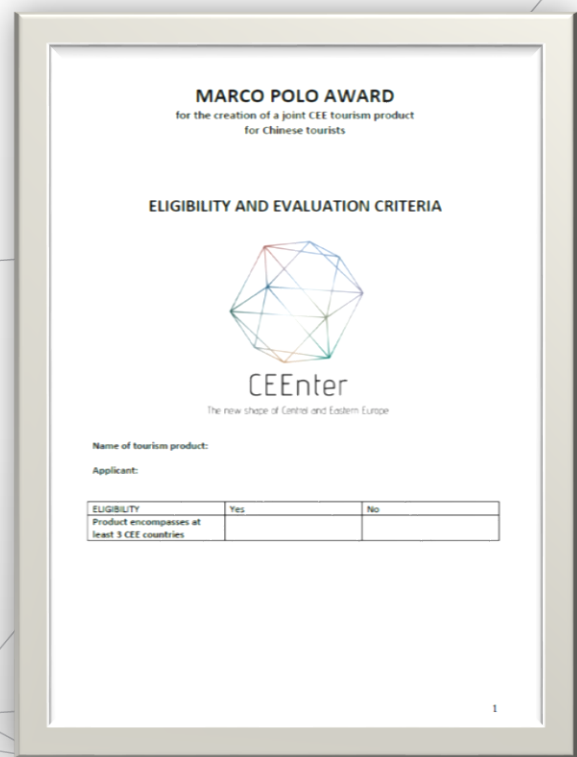 MARCO POLO AWARD
for the creation of a joint CEE tourism product
for Chinese tourists
ELIGIBILITY AND EVALUATION CRITERIA
CEEnter
The new shape of Central and Eastern Europe
Name of tourism product:
Applicant:
ELIGIBILITY Yes No
Product encompasses at
least 3 CEE countries
1